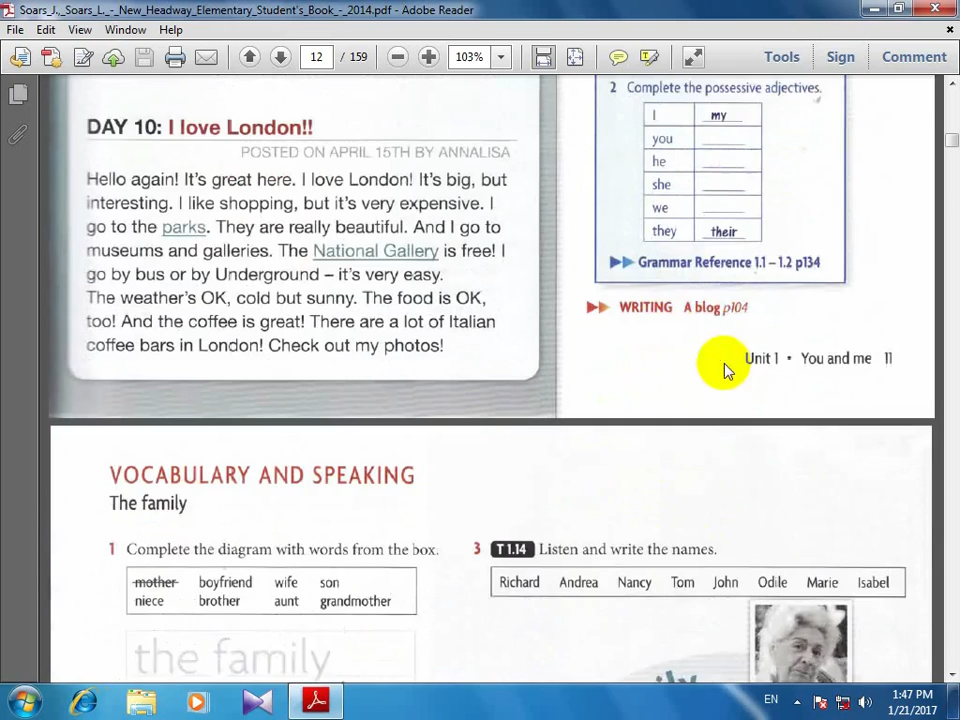 Soars_J.,_Soars_L._-_New_Headway_Elementary_Student's_Book_-_2014.pdf - Adobe Reader
File Edit View Window Help
12 / 159 103% Tools Sign Comment
DAY 10: I love London!!
POSTED ON APRIL 15TH BY ANNALISA
Hello again! It's great here. I love London! It's big, but
interesting. I like shopping, but it's very expensive. I
go to the parks. They are really beautiful. And I go to
museums and galleries. The National Gallery is free! I
go by bus or by Underground – it's very easy.
The weather's OK, cold but sunny. The food is OK,
too! And the coffee is great! There are a lot of Italian
coffee bars in London! Check out my photos!
2 Complete the possessive adjectives.
I my
you
he
she
we
they their
Grammar Reference 1.1 – 1.2 p134
WRITING A blog p104
Unit 1 • You and me 11
VOCABULARY AND SPEAKING
The family
1 Complete the diagram with words from the box.
mother boyfriend wife son
niece brother aunt grandmother
the family
3 T 1.14 Listen and write the names.
Richard Andrea Nancy Tom John Odile Marie Isabel
EN
1:47 PM
1/21/2017